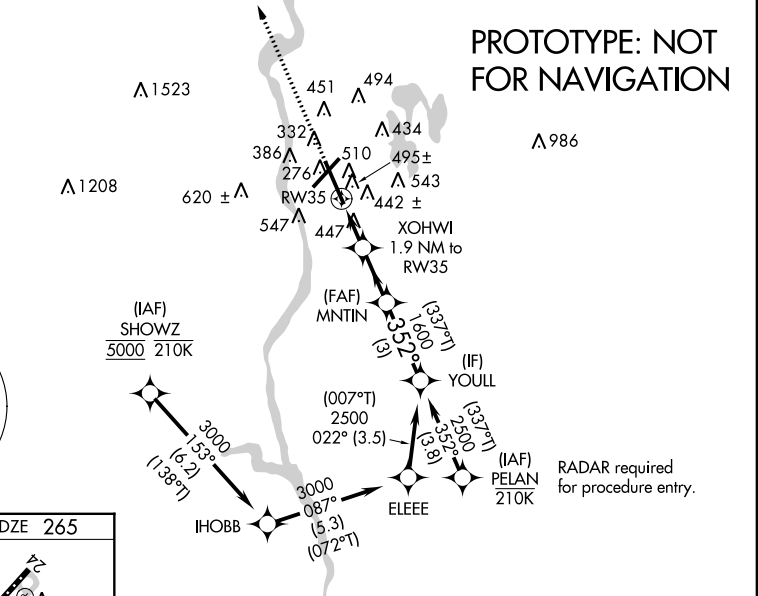 PROTOTYPE: NOT
FOR NAVIGATION
1523
451
494
332
434
986
386
510
495±
276
1208
620 ±
RW35
543
442 ±
547
447
XOHWI
1.9 NM to
RW35
(FAF)
MNTIN
(IAF)
SHOWZ
5000 210K
352°
(3)
1600
(337°T)
(IF)
YOULL
(007°T)
2500
022° (3.5)
(337°T)
2500
352°
(3.8)
3000
153°
(6.2)
(138°T)
(IAF)
PELAN
210K
RADAR required
for procedure entry.
ELEEE
IHOBB
3000
087°
(5.3)
(072°T)
DZE 265
24